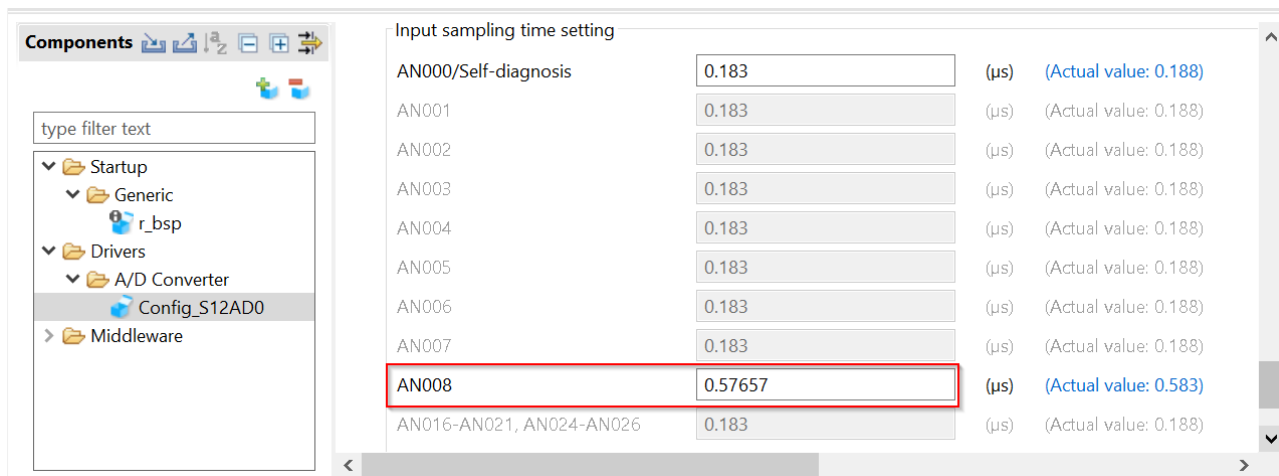 Components
type filter text
Startup
Generic
r_bsp
Drivers
A/D Converter
Config_S12AD0
Middleware
Input sampling time setting
AN000/Self-diagnosis 0.183 (μs) (Actual value: 0.188)
AN001 0.183 (μs) (Actual value: 0.188)
AN002 0.183 (μs) (Actual value: 0.188)
AN003 0.183 (μs) (Actual value: 0.188)
AN004 0.183 (μs) (Actual value: 0.188)
AN005 0.183 (μs) (Actual value: 0.188)
AN006 0.183 (μs) (Actual value: 0.188)
AN007 0.183 (μs) (Actual value: 0.188)
AN008 0.57657 (μs) (Actual value: 0.583)
AN016-AN021, AN024-AN026 0.183 (μs) (Actual value: 0.188)